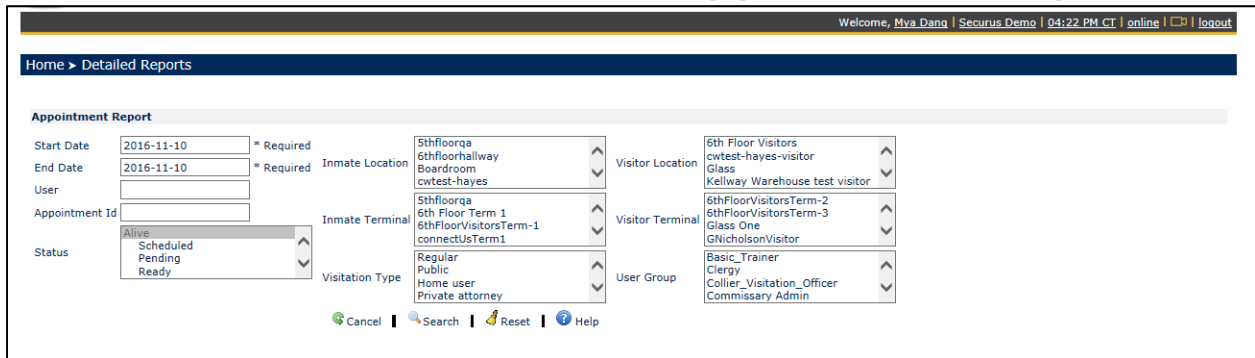 Welcome, Mya Dang | Securus Demo | 04:22 PM CT | online | | logout
Home > Detailed Reports
Appointment Report
Start Date 2016-11-10 * Required
End Date 2016-11-10 * Required
User
Appointment Id
Status
Alive
Scheduled
Pending
Ready
Inmate Location
5thfloorqa
6thfloorhallway
Boardroom
cwtest-hayes
Inmate Terminal
5thfloorqa
6th Floor Term 1
6thFloorVisitorsTerm-1
connectUsTerm1
Visitation Type
Regular
Public
Home user
Private attorney
Visitor Location
6th Floor Visitors
cwtest-hayes-visitor
Glass
Kellway Warehouse test visitor
Visitor Terminal
6thFloorVisitorsTerm-2
6thFloorVisitorsTerm-3
Glass One
GNicholsonVisitor
User Group
Basic_Trainer
Clergy
Collier_Visitation_Officer
Commissary Admin
Cancel | Search | Reset | Help